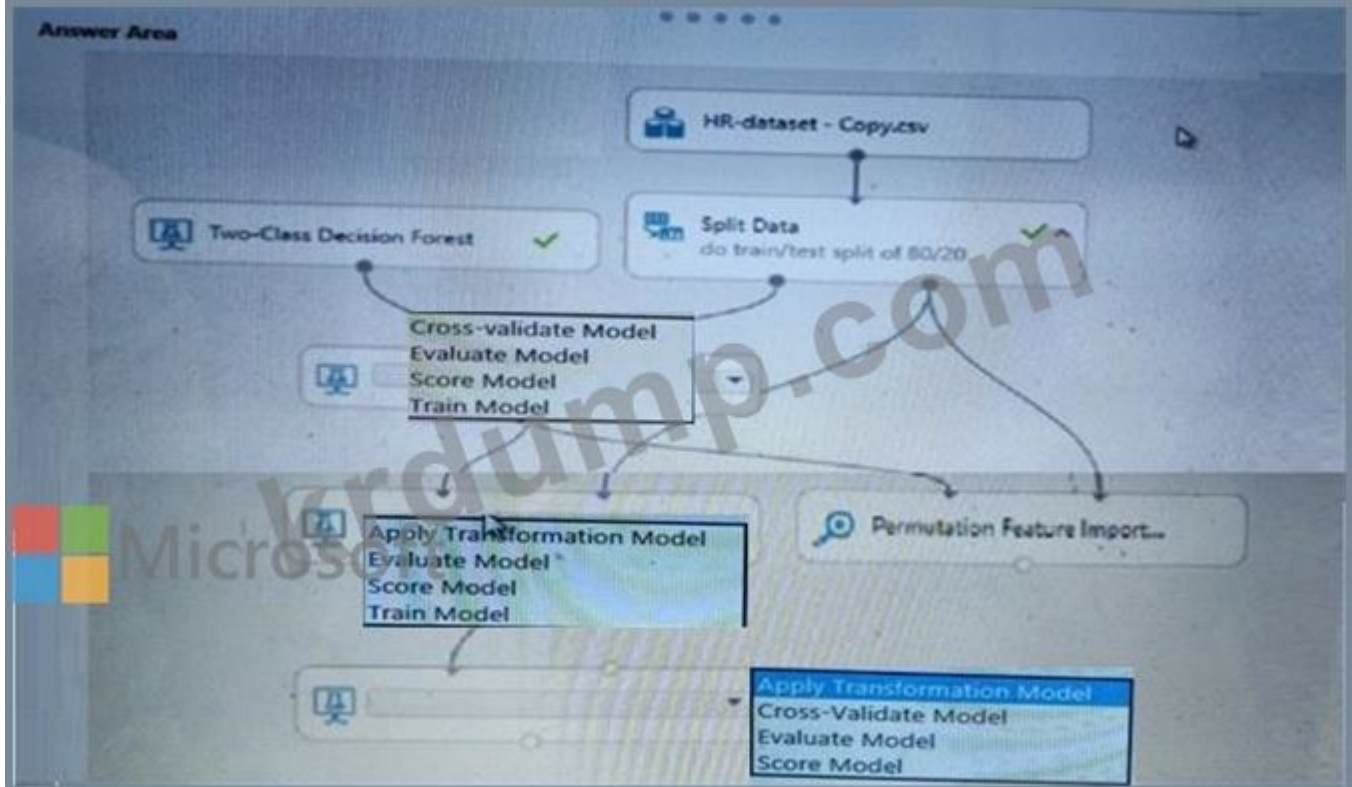 Answer Area
HR-dataset - Copy.csv
Two-Class Decision Forest
Split Data
do train/test split of 80/20
Cross-validate Model
Evaluate Model
Score Model
Train Model
krdump.com
Microsoft
Apply Transformation Model
Evaluate Model
Score Model
Train Model
Permutation Feature Import...
Apply Transformation Model
Cross-Validate Model
Evaluate Model
Score Model